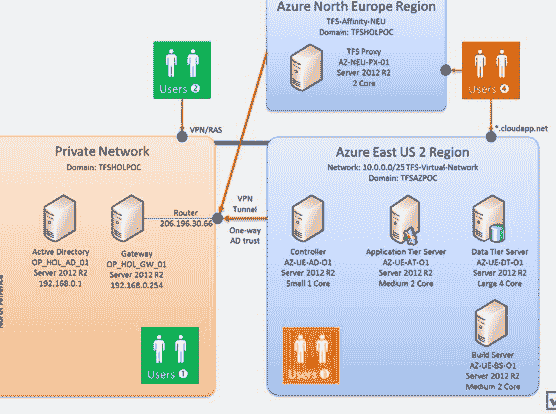 Azure North Europe Region
TFS-Affinity-NEU
Domain: TFSHOLPOC
TFS Proxy
AZ-NEU-PX-01
Server 2012 R2
2 Core
Users 2
Users 4
VPN/RAS
*.cloudapp.net
Private Network
Domain: TFSHOLPOC
Azure East US 2 Region
Network: 10.0.0.0/25 TFS-Virtual-Network
Domain: TFSAZPOC
Router
206.196.30.66
VPN
Tunnel
One-way
AD trust
Active Directory
OP_HOL_AD_01
Server 2012 R2
192.168.0.1
Gateway
OP_HOL_GW_01
Server 2012 R2
192.168.0.254
Controller
AZ-UE-AD-01
Server 2012 R2
Small 1 Core
Application Tier Server
AZ-UE-AT-01
Server 2012 R2
Medium 2 Core
Data Tier Server
AZ-UE-DT-01
Server 2012 R2
Large 4 Core
Build Server
AZ-UE-BS-01
Server 2012 R2
Medium 2 Core
Users 1
Users